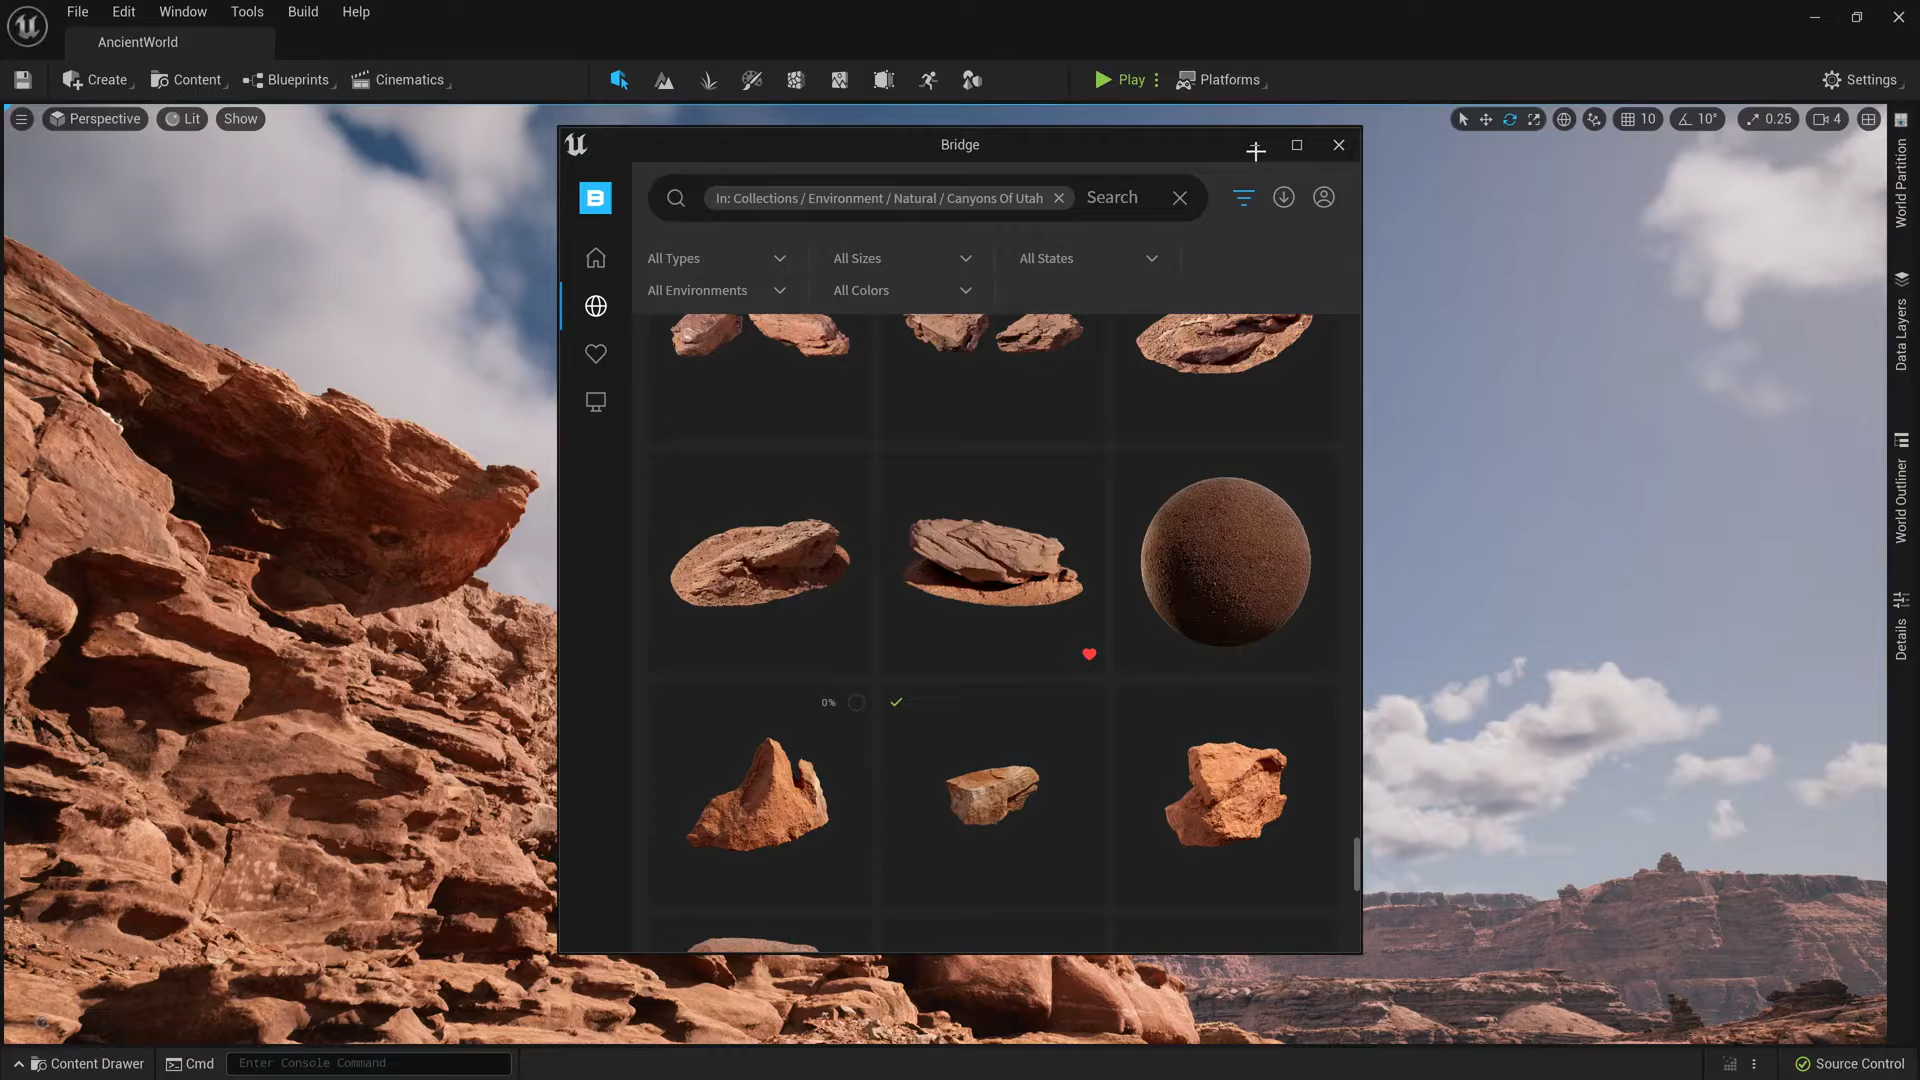 File Edit Window Tools Build Help
AncientWorld
Create Content Blueprints Cinematics Play Platforms Settings
Perspective Lit Show 10 10° 0.25 4
Bridge
In: Collections / Environment / Natural / Canyons Of Utah Search
All Types All Sizes All States
All Environments All Colors
0%
World Partition
Data Layers
World Outliner
Details
Content Drawer Cmd Enter Console Command Source Control